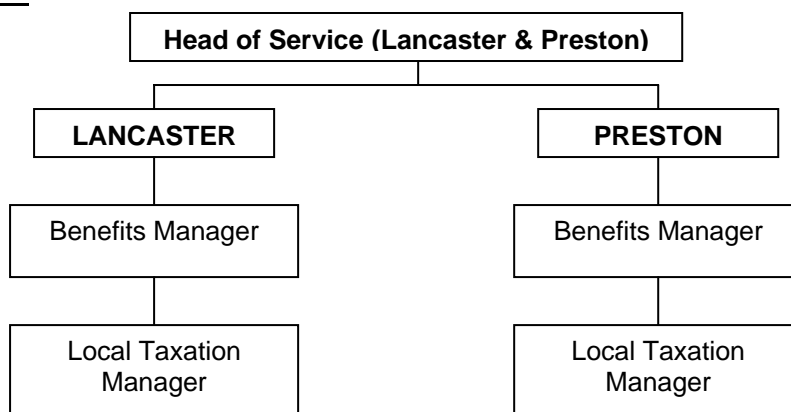 Head of Service (Lancaster & Preston)
LANCASTER
PRESTON
Benefits Manager
Benefits Manager
Local Taxation
Manager
Local Taxation
Manager